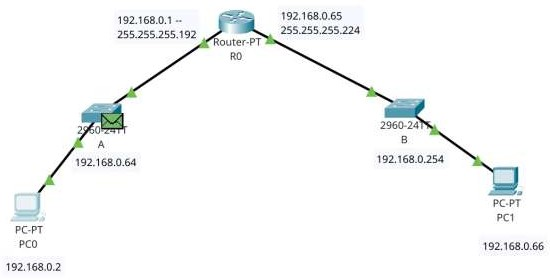 192.168.0.1 --
255.255.255.192
192.168.0.65
255.255.255.224
Router-PT
R0
2960-24TT
A
192.168.0.64
2960-24TT
B
192.168.0.254
PC-PT
PC0
192.168.0.2
PC-PT
PC1
192.168.0.66